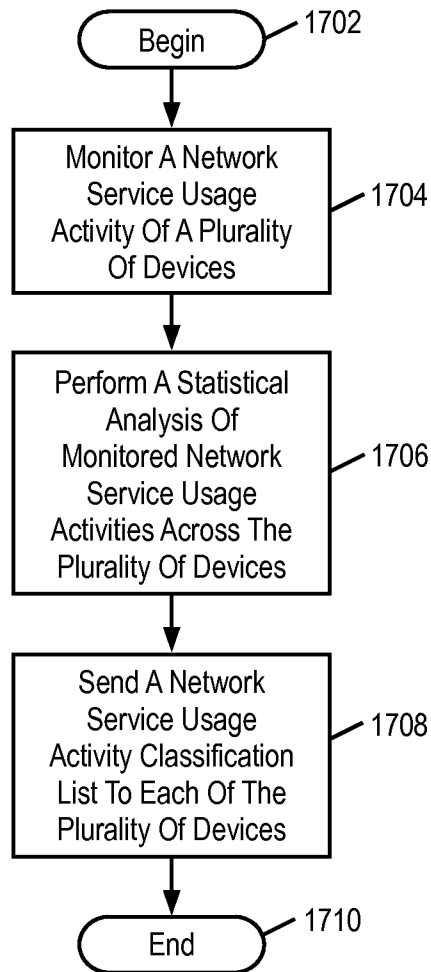 Begin
1702
Monitor A Network
Service Usage
Activity Of A Plurality
Of Devices
1704
Perform A Statistical
Analysis Of
Monitored Network
Service Usage
Activities Across The
Plurality Of Devices
1706
Send A Network
Service Usage
Activity Classification
List To Each Of The
Plurality Of Devices
1708
End
1710